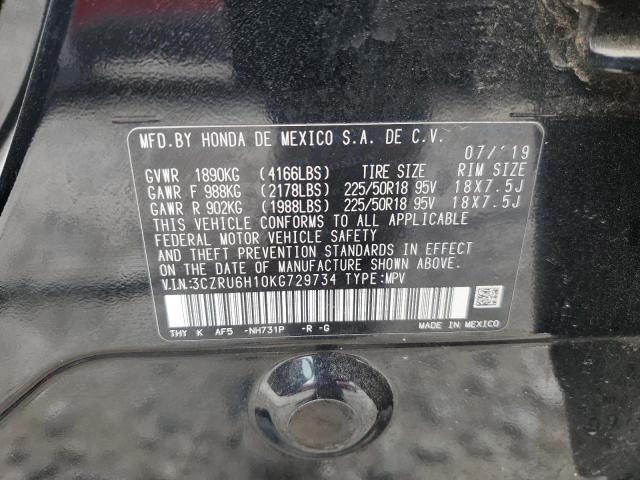 MFD.BY HONDA DE MEXICO S.A. DE C.V.
07/'19
GVWR 1890KG (4166LBS) TIRE SIZE RIM SIZE
GAWR F 988KG (2178LBS) 225/50R18 95V 18X7.5J
GAWR R 902KG (1988LBS) 225/50R18 95V 18X7.5J
THIS VEHICLE CONFORMS TO ALL APPLICABLE
FEDERAL MOTOR VEHICLE SAFETY
AND THEFT PREVENTION STANDARDS IN EFFECT
ON THE DATE OF MANUFACTURE SHOWN ABOVE.
V.I.N:3CZRU6H10KG729734 TYPE:MPV
THY K AF5 -NH731P -R -G MADE IN MEXICO